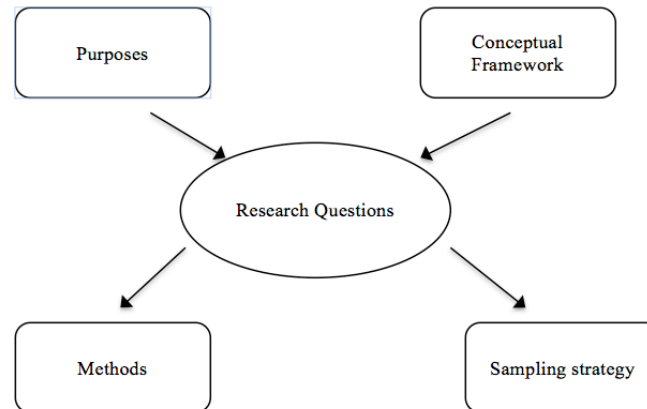 Purposes
Conceptual
Framework
Research Questions
Methods
Sampling strategy